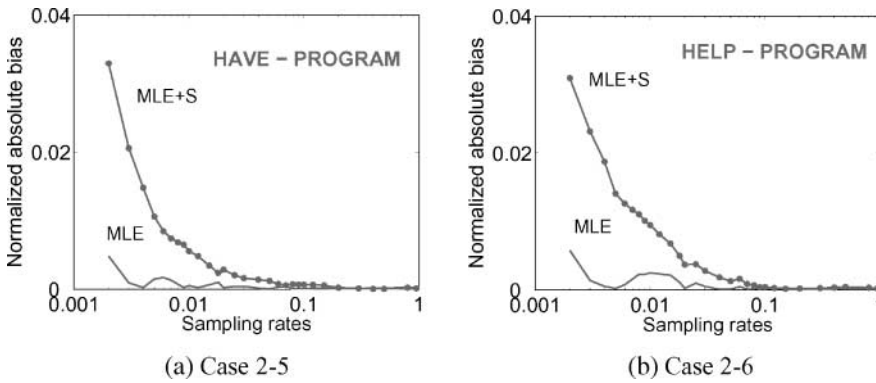 0.04
HAVE – PROGRAM
MLE+S
0.02
MLE
0
0.001
0.01
0.1
1
Normalized absolute bias
Sampling rates
(a) Case 2-5
0.04
HELP – PROGRAM
MLE+S
0.02
MLE
0
0.001
0.01
0.1
1
Normalized absolute bias
Sampling rates
(b) Case 2-6